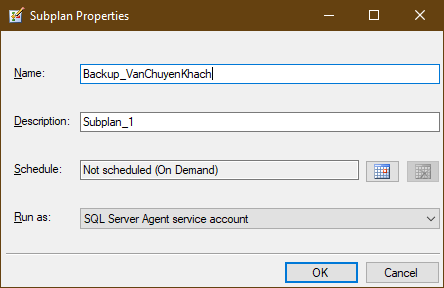 Subplan Properties
Name: Backup_VanChuyenKhach
Description: Subplan_1
Schedule: Not scheduled (On Demand)
Run as: SQL Server Agent service account
OK Cancel